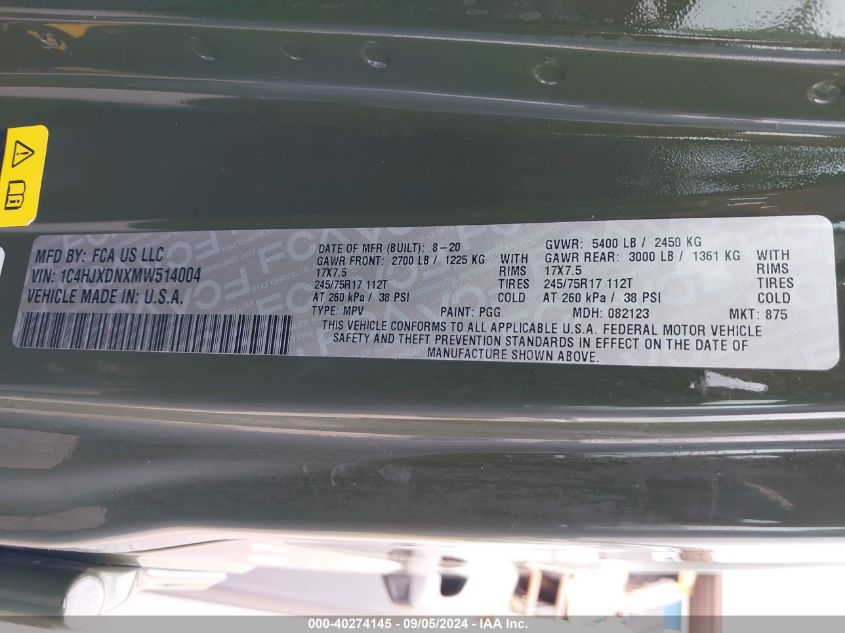 MFD BY: FCA US LLC
VIN: 1C4HJXDNXMW514004
VEHICLE MADE IN: U.S.A.
DATE OF MFR (BUILT): 8-20
GVWR: 5400 LB / 2450 KG
GAWR FRONT: 2700 LB / 1225 KG WITH GAWR REAR: 3000 LB / 1361 KG WITH
17X7.5 RIMS 17X7.5 RIMS
245/75R17 112T TIRES 245/75R17 112T TIRES
AT 260 kPa / 38 PSI COLD AT 260 kPa / 38 PSI COLD
TYPE: MPV PAINT: PGG MDH: 082123 MKT: 875
THIS VEHICLE CONFORMS TO ALL APPLICABLE U.S.A. FEDERAL MOTOR VEHICLE
SAFETY AND THEFT PREVENTION STANDARDS IN EFFECT ON THE DATE OF
MANUFACTURE SHOWN ABOVE.
000-40274145 - 09/05/2024 - IAA Inc.